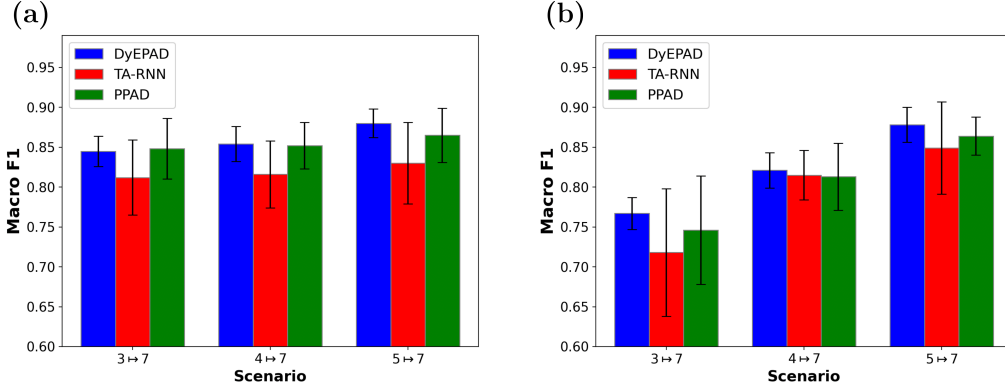 (a)
DyEPAD
TA-RNN
PPAD
Macro F1
0.95
0.90
0.85
0.80
0.75
0.70
0.65
0.60
3 ↦ 7
4 ↦ 7
5 ↦ 7
Scenario
(b)
DyEPAD
TA-RNN
PPAD
Macro F1
0.95
0.90
0.85
0.80
0.75
0.70
0.65
0.60
3 ↦ 7
4 ↦ 7
5 ↦ 7
Scenario